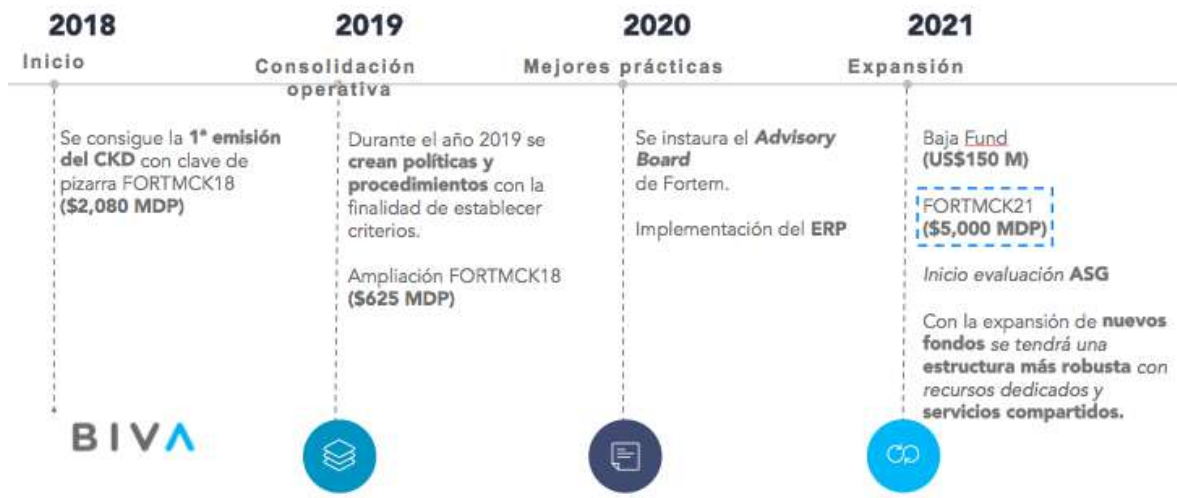 2018
Inicio
Se consigue la 1ª emisión
del CKD con clave de
pizarra FORTMCK18
($2,080 MDP)
BIVA
2019
Consolidación
operativa
Durante el año 2019 se
crean políticas y
procedimientos con la
finalidad de establecer
criterios.
Ampliación FORTMCK18
($625 MDP)
2020
Mejores prácticas
Se instaura el Advisory
Board
de Fortem.
Implementación del ERP
2021
Expansión
Baja Fund
(US$150 M)
FORTMCK21
($5,000 MDP)
Inicio evaluación ASG
Con la expansión de nuevos
fondos se tendrá una
estructura más robusta con
recursos dedicados y
servicios compartidos.